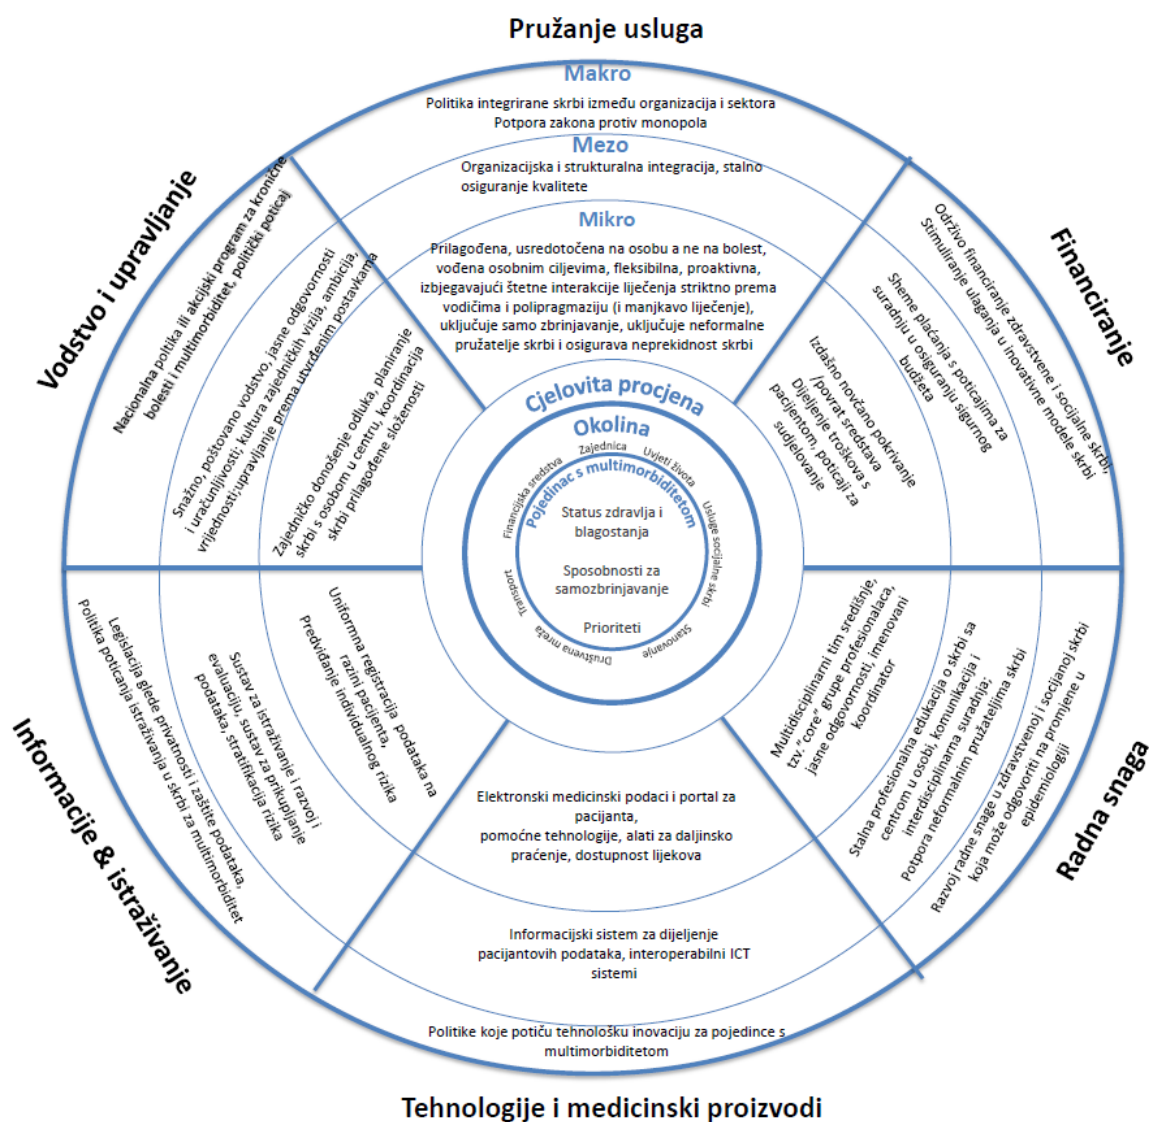 Pružanje usluga
Makro
Politika integrirane skrbi između organizacija i sektora
Potpora zakona protiv monopola
Mezo
Organizacijska i strukturalna integracija, stalno
osiguranje kvalitete
Mikro
Prilagođena, usredotočena na osobu a ne na bolest,
vođena osobnim ciljevima, fleksibilna, proaktivna,
izbjegavajući štetne interakcije liječenja striktno prema
vodičima i polipragmaziju (i manjkavo liječenje),
uključuje samo zbrinjavanje, uključuje neformalne
pružatelje skrbi i osigurava neprekidnost skrbi
Financiranje
Održivo financiranje zdravstvene i socijalne skrbi,
Stimuliranje ulaganja u inovativne modele skrbi
Sheme plaćanja s poticajima za
suradnju u osiguranju sigurnog
budžeta
Izdašno novčano pokrivanje
/povrat sredstava
Dijeljenje troškova s
pacijentom, poticaji za
sudjelovanje
Radna snaga
Multidisciplinarni tim središnje,
tzv. "core" grupe profesionalaca,
jasne odgovornosti, imenovani
koordinator
Stalna profesionalna edukacija o skrbi sa
centrom u osobi, komunikacija i
interdisciplinarna suradnja;
Potpora neformalnim pružateljima skrbi
Razvoj radne snage u zdravstvenoj i socijanoj skrbi
koja može odgovoriti na promjene u
epidemiologiji
Tehnologije i medicinski proizvodi
Elektronski medicinski podaci i portal za
pacijanta,
pomoćne tehnologije, alati za daljinsko
praćenje, dostupnost lijekova
Informacijski sistem za dijeljenje
pacijantovih podataka, interoperabilni ICT
sistemi
Politike koje potiču tehnološku inovaciju za pojedince s
multimorbiditetom
Informacije & istraživanje
Uniformna registracija podataka na
razini pacijenta,
Predviđanje individualnog rizika
Sustav za istraživanje i razvoj i
evaluaciju, sustav za prikupljanje
podataka, stratifikacija rizika
Legislacija glede privatnosti i zaštite podataka,
Politika poticanja istraživanja u skrbi za multimorbiditet
Vodstvo i upravljanje
Nacionalna politika ili akcijski program za kronične
bolesti i multimorbiditet, politički poticaj
Snažno, poštovano vodstvo, jasne odgovornosti
i uračunljivosti; kultura zajedničkih vizija, ambicija,
vrijednosti;upravljanje prema utvrđenim postavkama
Zajedničko donošenje odluka, planiranje
skrbi s osobom u centru, koordinacija
skrbi prilagođene složenosti
Cjelovita procjena
Okolina
Zajednica
Uvjeti života
Usluge socijalne skrbi
Stanovanje
Društvena mreža
Transport
Financijska sredstva
Pojedinac s multimorbiditetom
Status zdravlja i
blagostanja
Sposobnosti za
samozbrinjavanje
Prioriteti